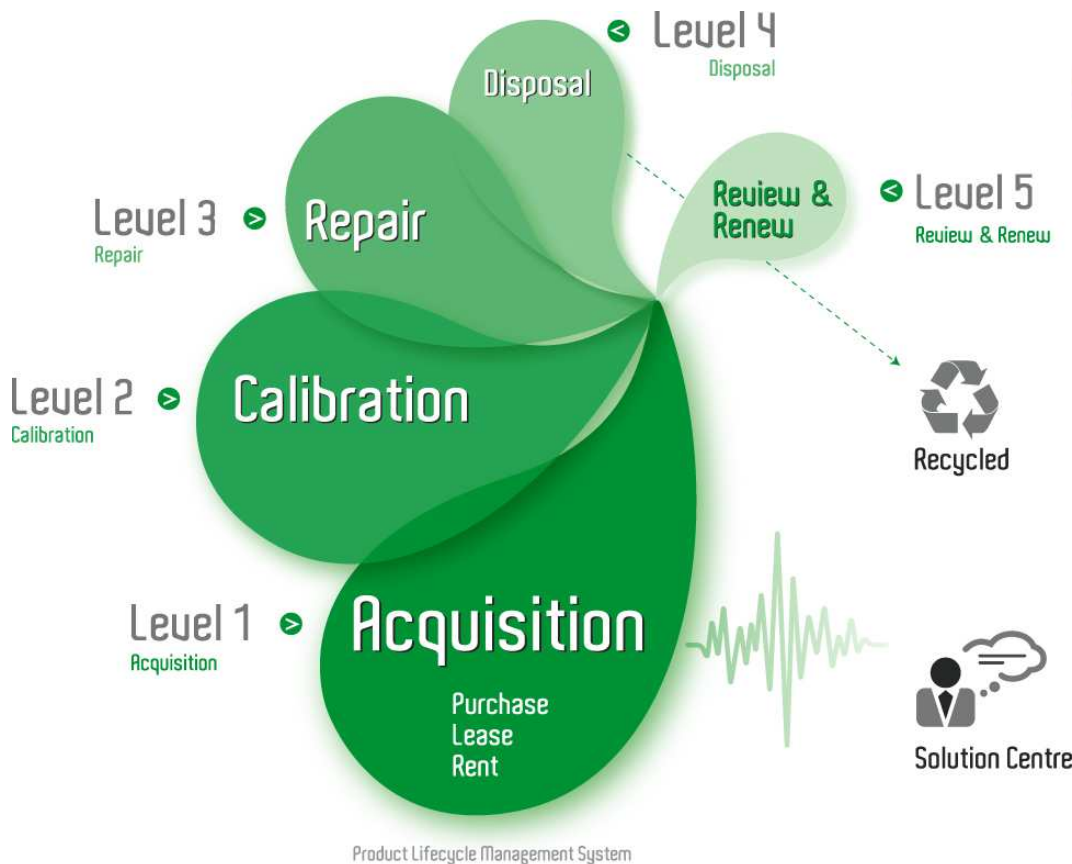 Level 4
Disposal
Disposal
Review &
Renew
Level 5
Review & Renew
Level 3
Repair
Repair
Recycled
Level 2
Calibration
Calibration
Level 1
Acquisition
Acquisition
Purchase
Lease
Rent
Solution Centre
Product Lifecycle Management System